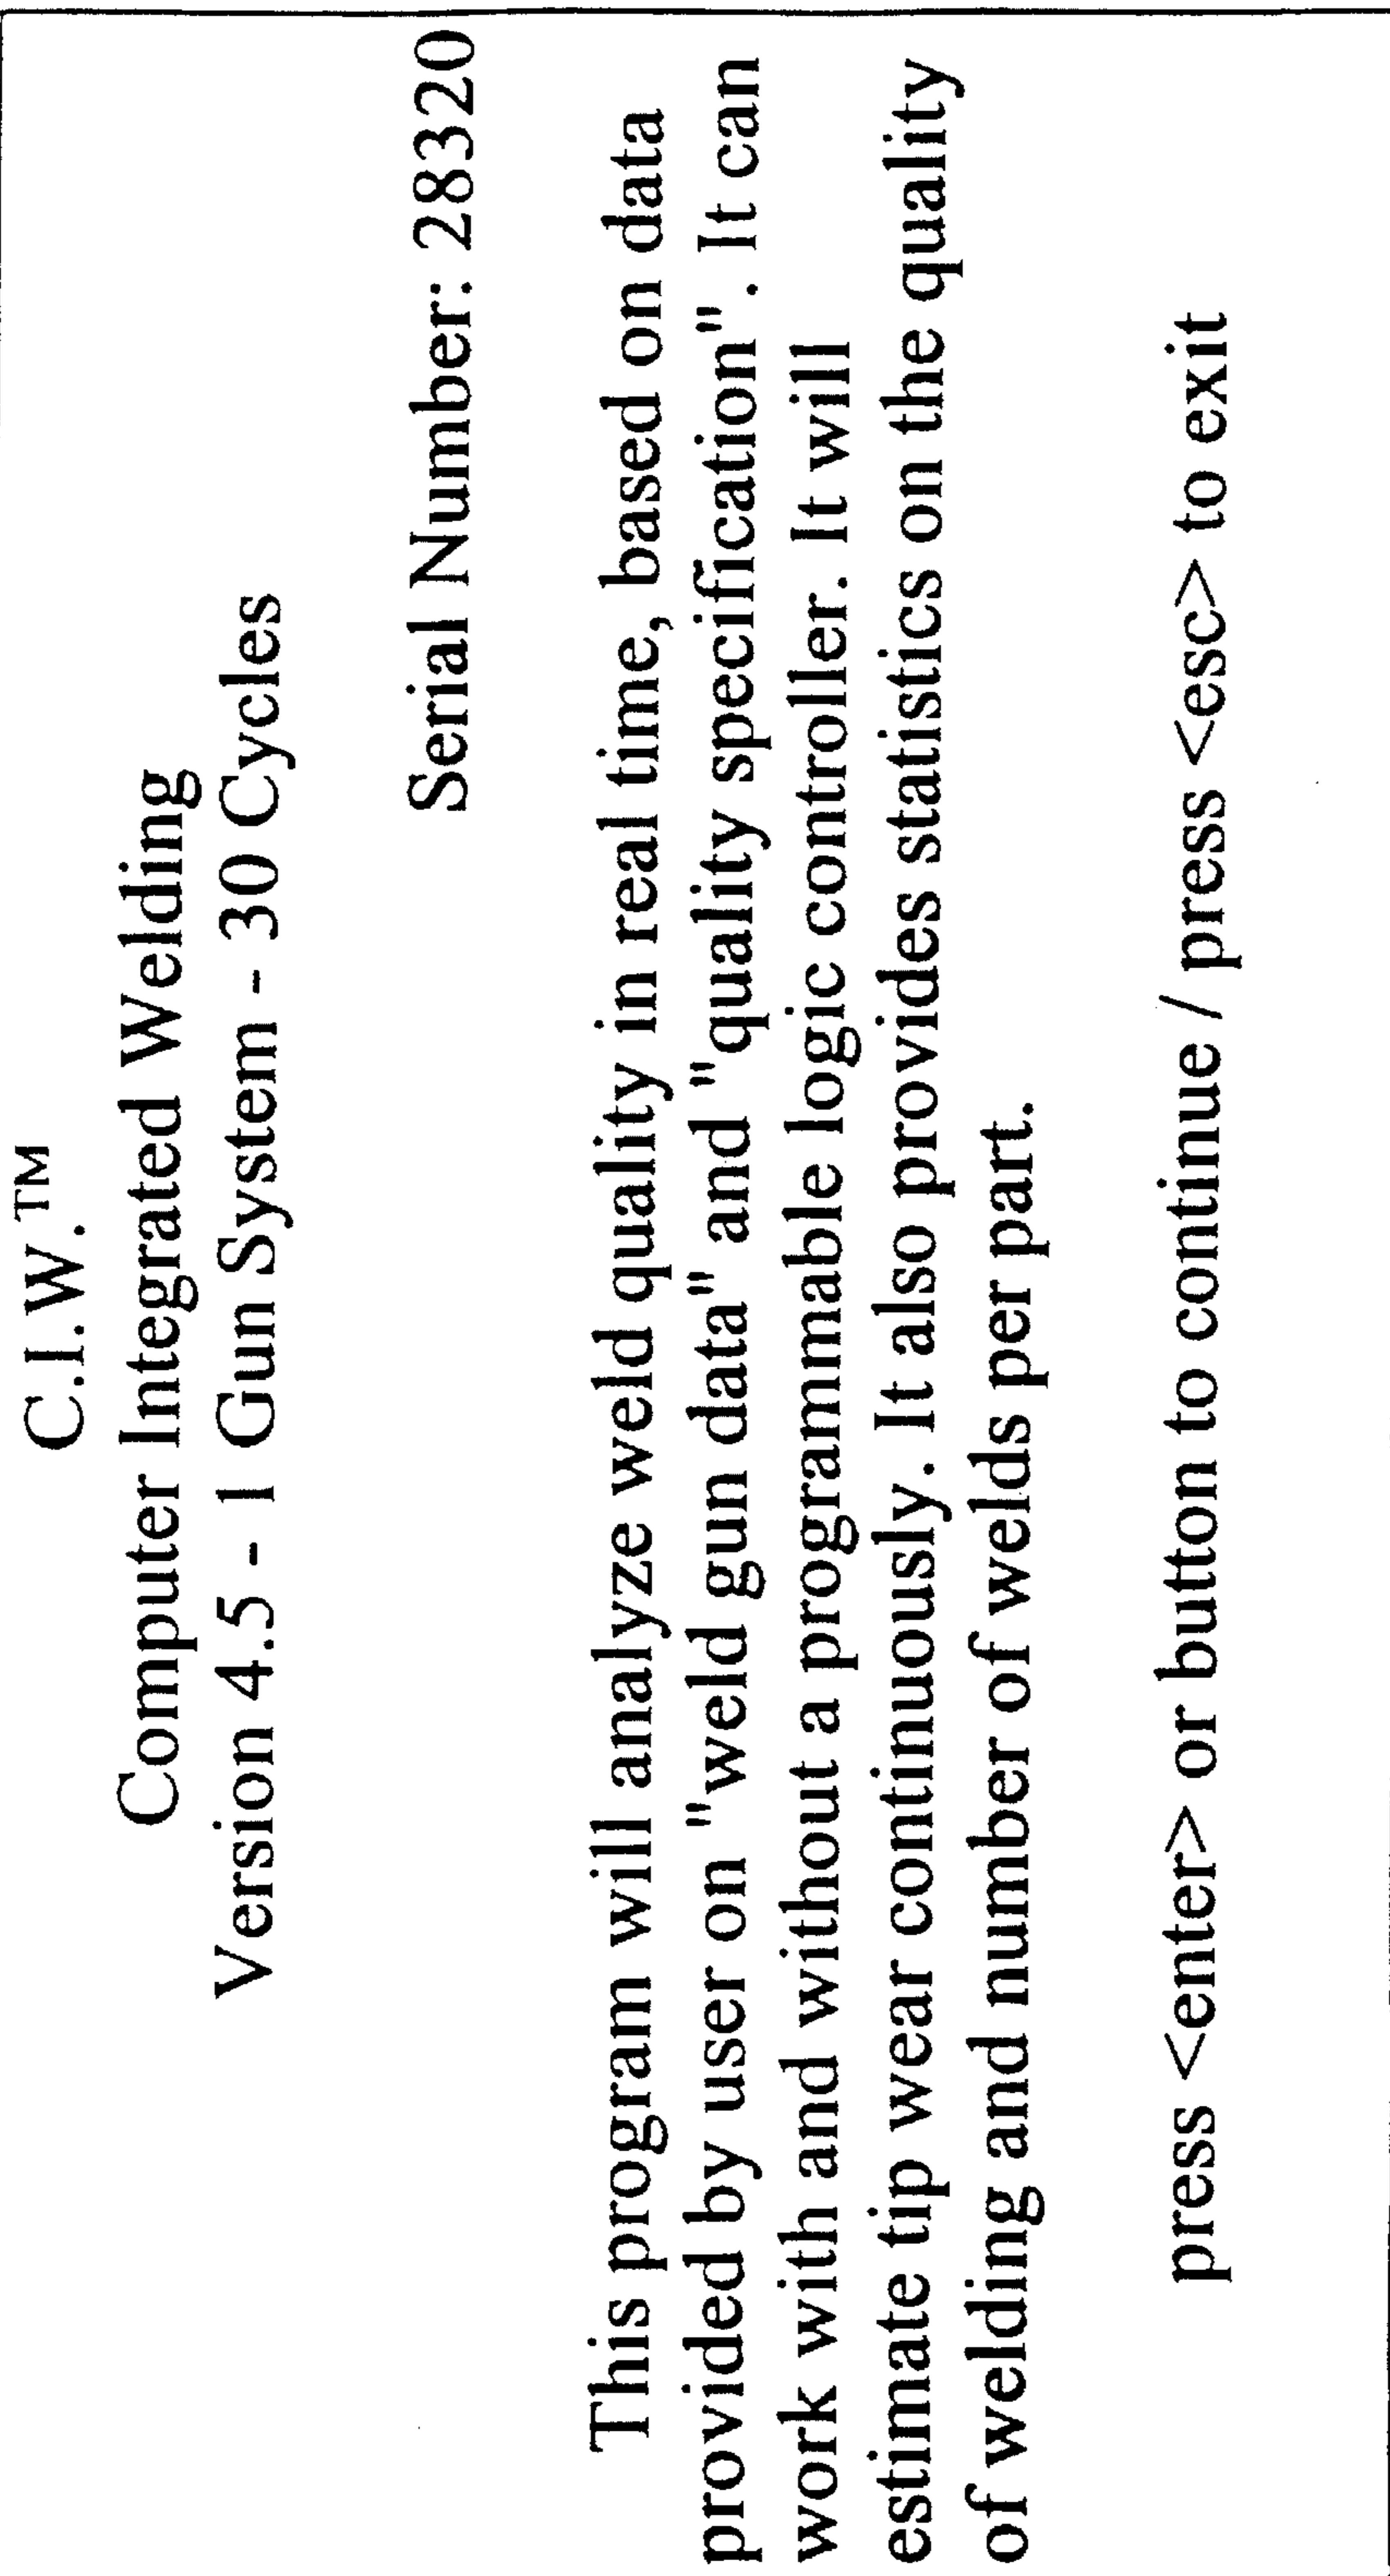 C.I.W.™
Computer Integrated Welding
Version 4.5 - 1 Gun System - 30 Cycles
Serial Number: 28320
This program will analyze weld quality in real time, based on data
provided by user on "weld gun data" and "quality specification". It can
work with and without a programmable logic controller. It will
estimate tip wear continuously. It also provides statistics on the quality
of welding and number of welds per part.
press <enter> or button to continue / press <esc> to exit